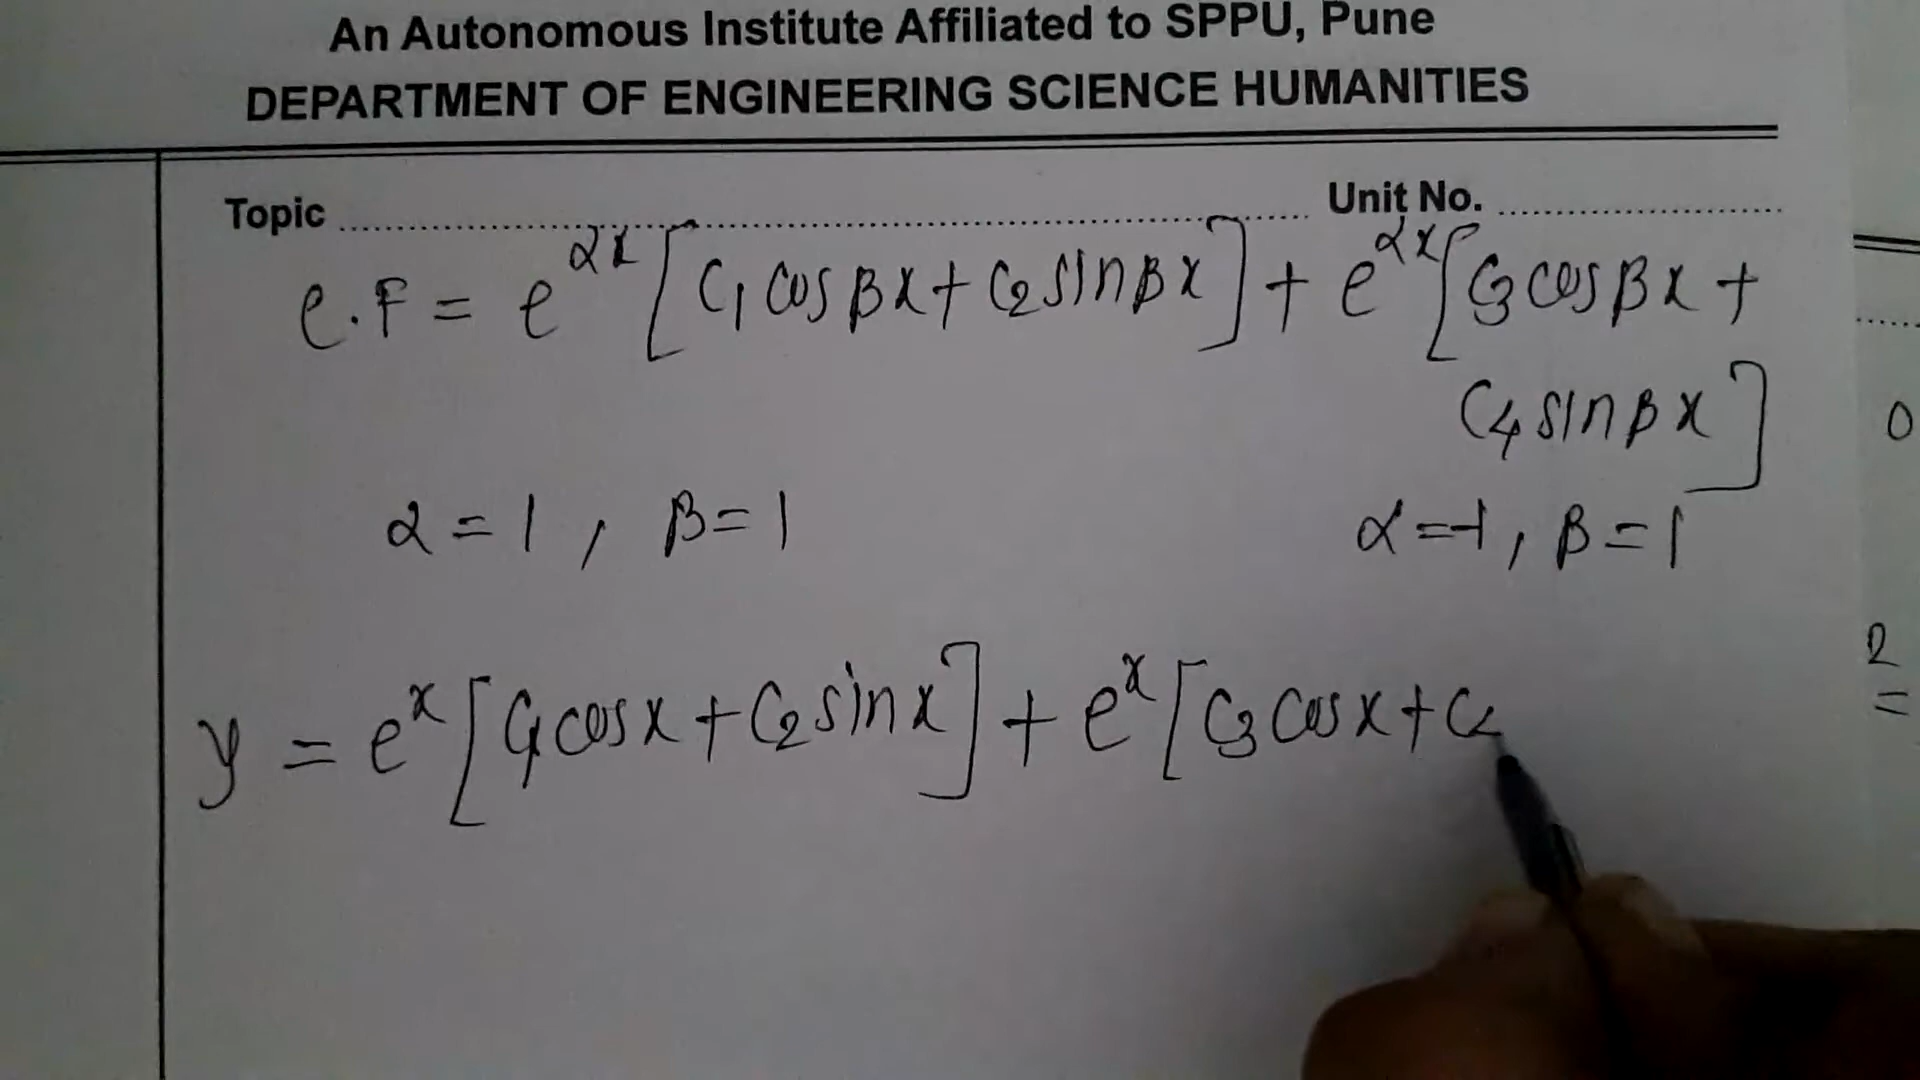 An Autonomous Institute Affiliated to SPPU, Pune
DEPARTMENT OF ENGINEERING SCIENCE HUMANITIES
Topic ........................ Unit No. ........................
C.F = e^αx [C₁ cos βx + C₂ sin βx] + e^αx [C₃ cos βx +
C₄ sin βx]
α = 1 , β = 1
α = -1 , β = 1
y = e^x [C₁ cos x + C₂ sin x] + e^x [C₃ cos x + C
0
2
=